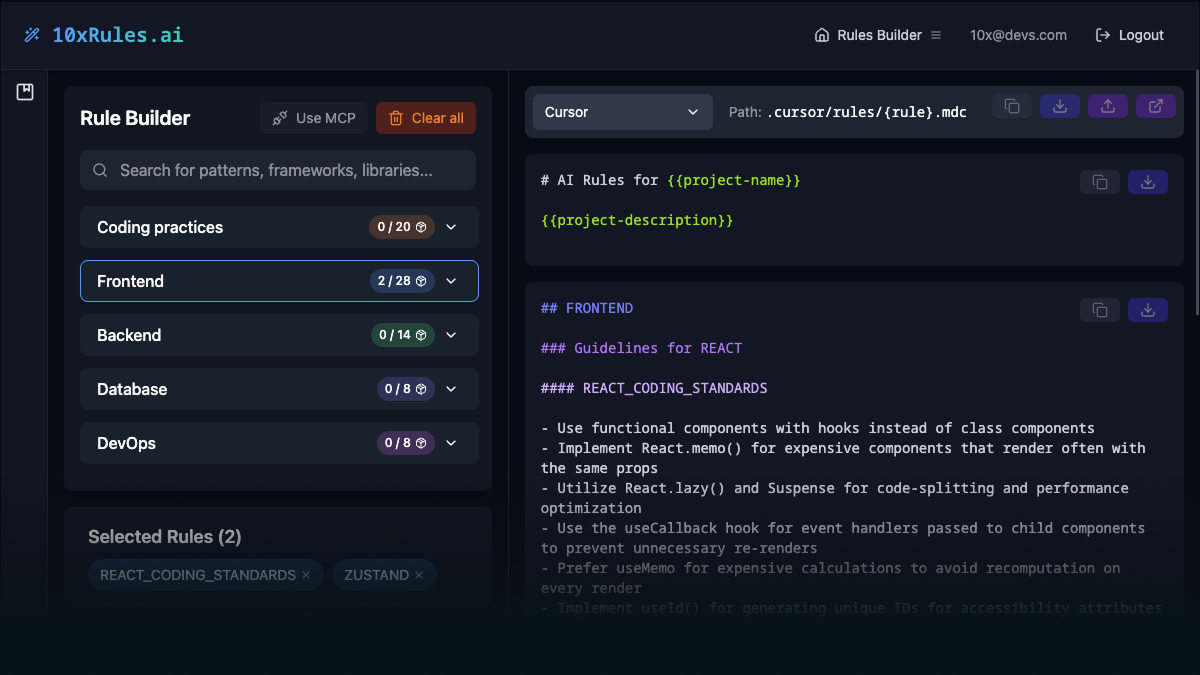 10xRules.ai
Rules Builder
10x@devs.com
Logout
Rule Builder
Use MCP
Clear all
Search for patterns, frameworks, libraries...
Coding practices
0 / 20
Frontend
2 / 28
Backend
0 / 14
Database
0 / 8
DevOps
0 / 8
Selected Rules (2)
REACT_CODING_STANDARDS ×
ZUSTAND ×
Cursor
Path: .cursor/rules/{rule}.mdc
# AI Rules for {{project-name}}
{{project-description}}
## FRONTEND
### Guidelines for REACT
#### REACT_CODING_STANDARDS
- Use functional components with hooks instead of class components
- Implement React.memo() for expensive components that render often with
the same props
- Utilize React.lazy() and Suspense for code-splitting and performance
optimization
- Use the useCallback hook for event handlers passed to child components
to prevent unnecessary re-renders
- Prefer useMemo for expensive calculations to avoid recomputation on
every render
- Implement useId() for generating unique IDs for accessibility attributes